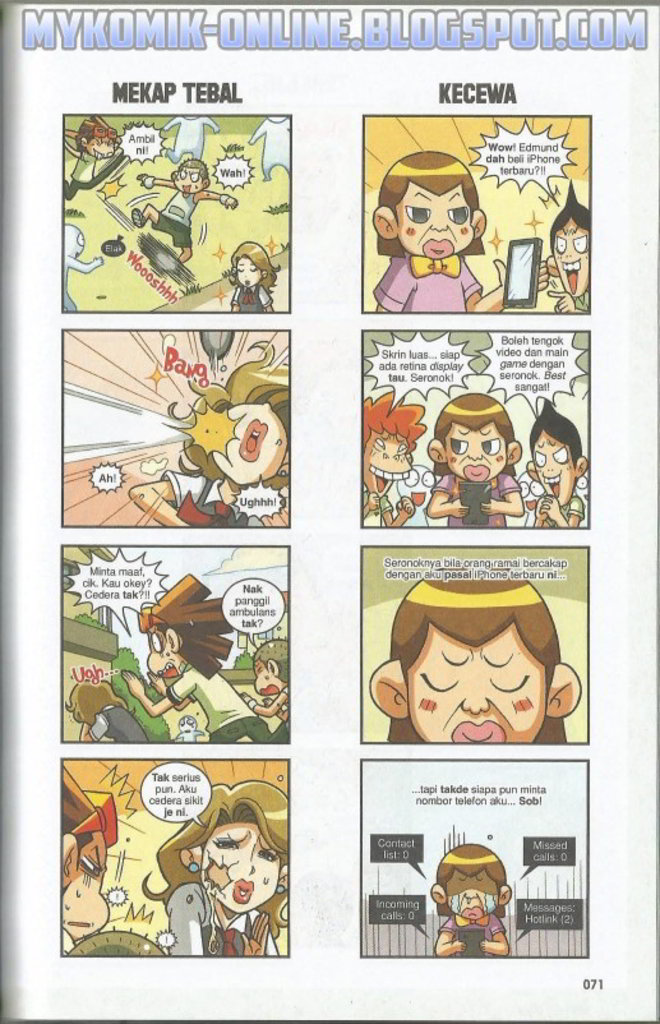 MYKOMIK-ONLINE.BLOGSPOT.COM
MEKAP TEBAL
Ambil
ni!
Wah!
Elak
Woooshhh
Bang
Ah!
Ughhh!
Minta maaf,
cik. Kau okey?
Cedera tak?!!
Nak
panggil
ambulans
tak?
Ugh...
Tak serius
pun. Aku
cedera sikit
je ni.
!
!
KECEWA
Wow! Edmund
dah beli iPhone
terbaru?!!
Skrin luas... siap
ada retina display
tau. Seronok!
Boleh tengok
video dan main
game dengan
seronok. Best
sangat!
Seronoknya bila orang ramai bercakap
dengan aku pasal iPhone terbaru ni...
...tapi takde siapa pun minta
nombor telefon aku... Sob!
Contact
list: 0
Missed
calls: 0
Incoming
calls: 0
Messages:
Hotlink (2)
071